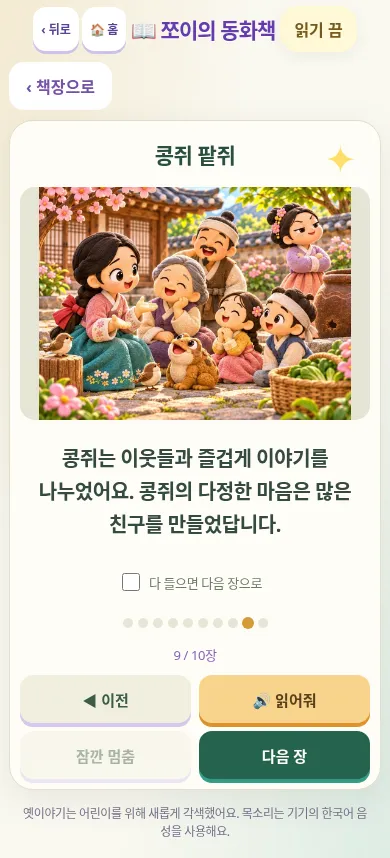 ‹ 뒤로
🏠 홈
📖 쪼이의 동화책
읽기 끔
‹ 책장으로
콩쥐 팥쥐
콩쥐는 이웃들과 즐겁게 이야기를
나누었어요. 콩쥐의 다정한 마음은 많은
친구를 만들었답니다.
다 들으면 다음 장으로
9 / 10장
◀ 이전
🔊 읽어줘
잠깐 멈춤
다음 장
옛이야기는 어린이를 위해 새롭게 각색했어요. 목소리는 기기의 한국어 음
성을 사용해요.